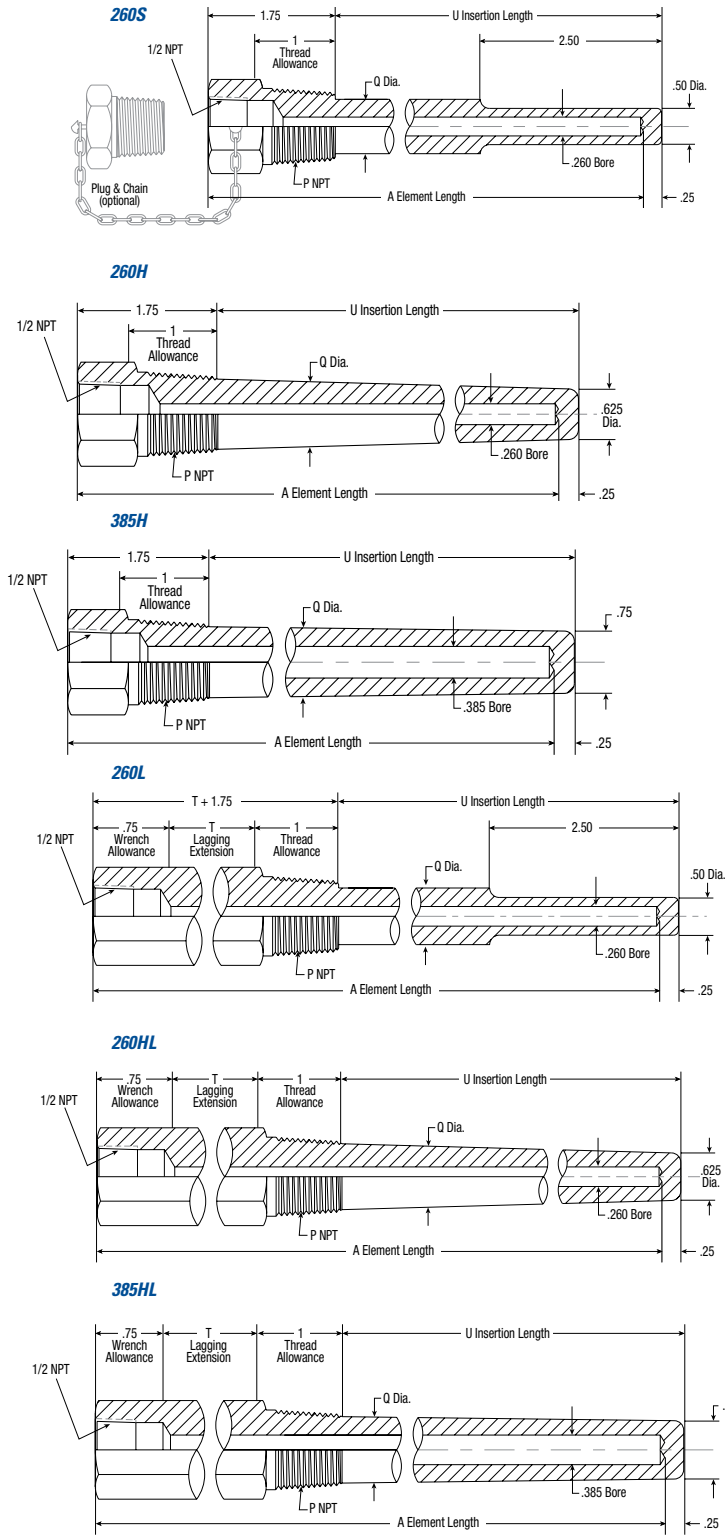 260S
1.75
U Insertion Length
1
Thread
Allowance
2.50
1/2 NPT
Q Dia.
.50 Dia.
.260 Bore
P NPT
Plug & Chain
(optional)
A Element Length
.25
260H
1.75
U Insertion Length
1/2 NPT
1
Thread
Allowance
Q Dia.
.625
Dia.
.260 Bore
P NPT
A Element Length
.25
385H
1.75
U Insertion Length
1/2 NPT
1
Thread
Allowance
Q Dia.
.75
.385 Bore
P NPT
A Element Length
.25
260L
T + 1.75
U Insertion Length
.75
Wrench
Allowance
T
Lagging
Extension
1
Thread
Allowance
2.50
1/2 NPT
Q Dia.
.50 Dia.
.260 Bore
P NPT
A Element Length
.25
260HL
.75
Wrench
Allowance
T
Lagging
Extension
1
Thread
Allowance
U Insertion Length
1/2 NPT
Q Dia.
.625
Dia.
.260 Bore
P NPT
A Element Length
.25
385HL
.75
Wrench
Allowance
T
Lagging
Extension
1
Thread
Allowance
U Insertion Length
1/2 NPT
Q Dia.
.385 Bore
P NPT
A Element Length
.25